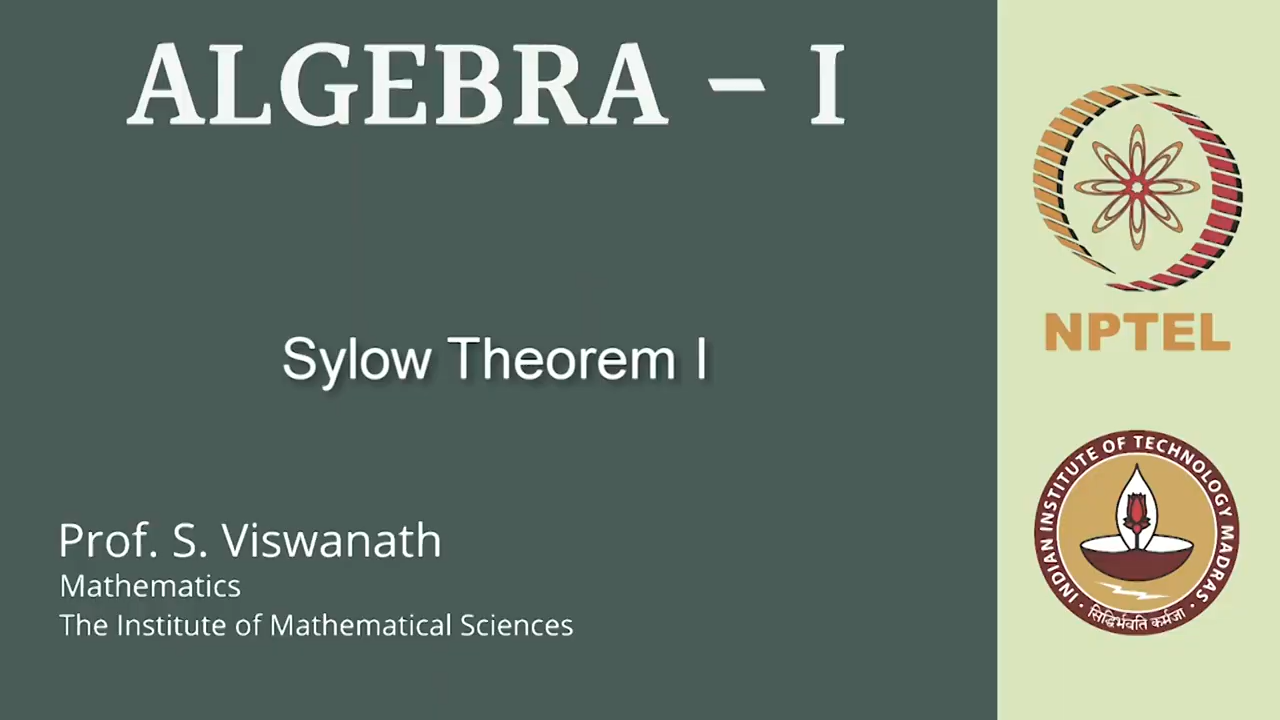 ALGEBRA – I
Sylow Theorem I
Prof. S. Viswanath
Mathematics
The Institute of Mathematical Sciences
NPTEL
INDIAN INSTITUTE OF TECHNOLOGY MADRAS
सिद्धिर्भवति कर्मजा